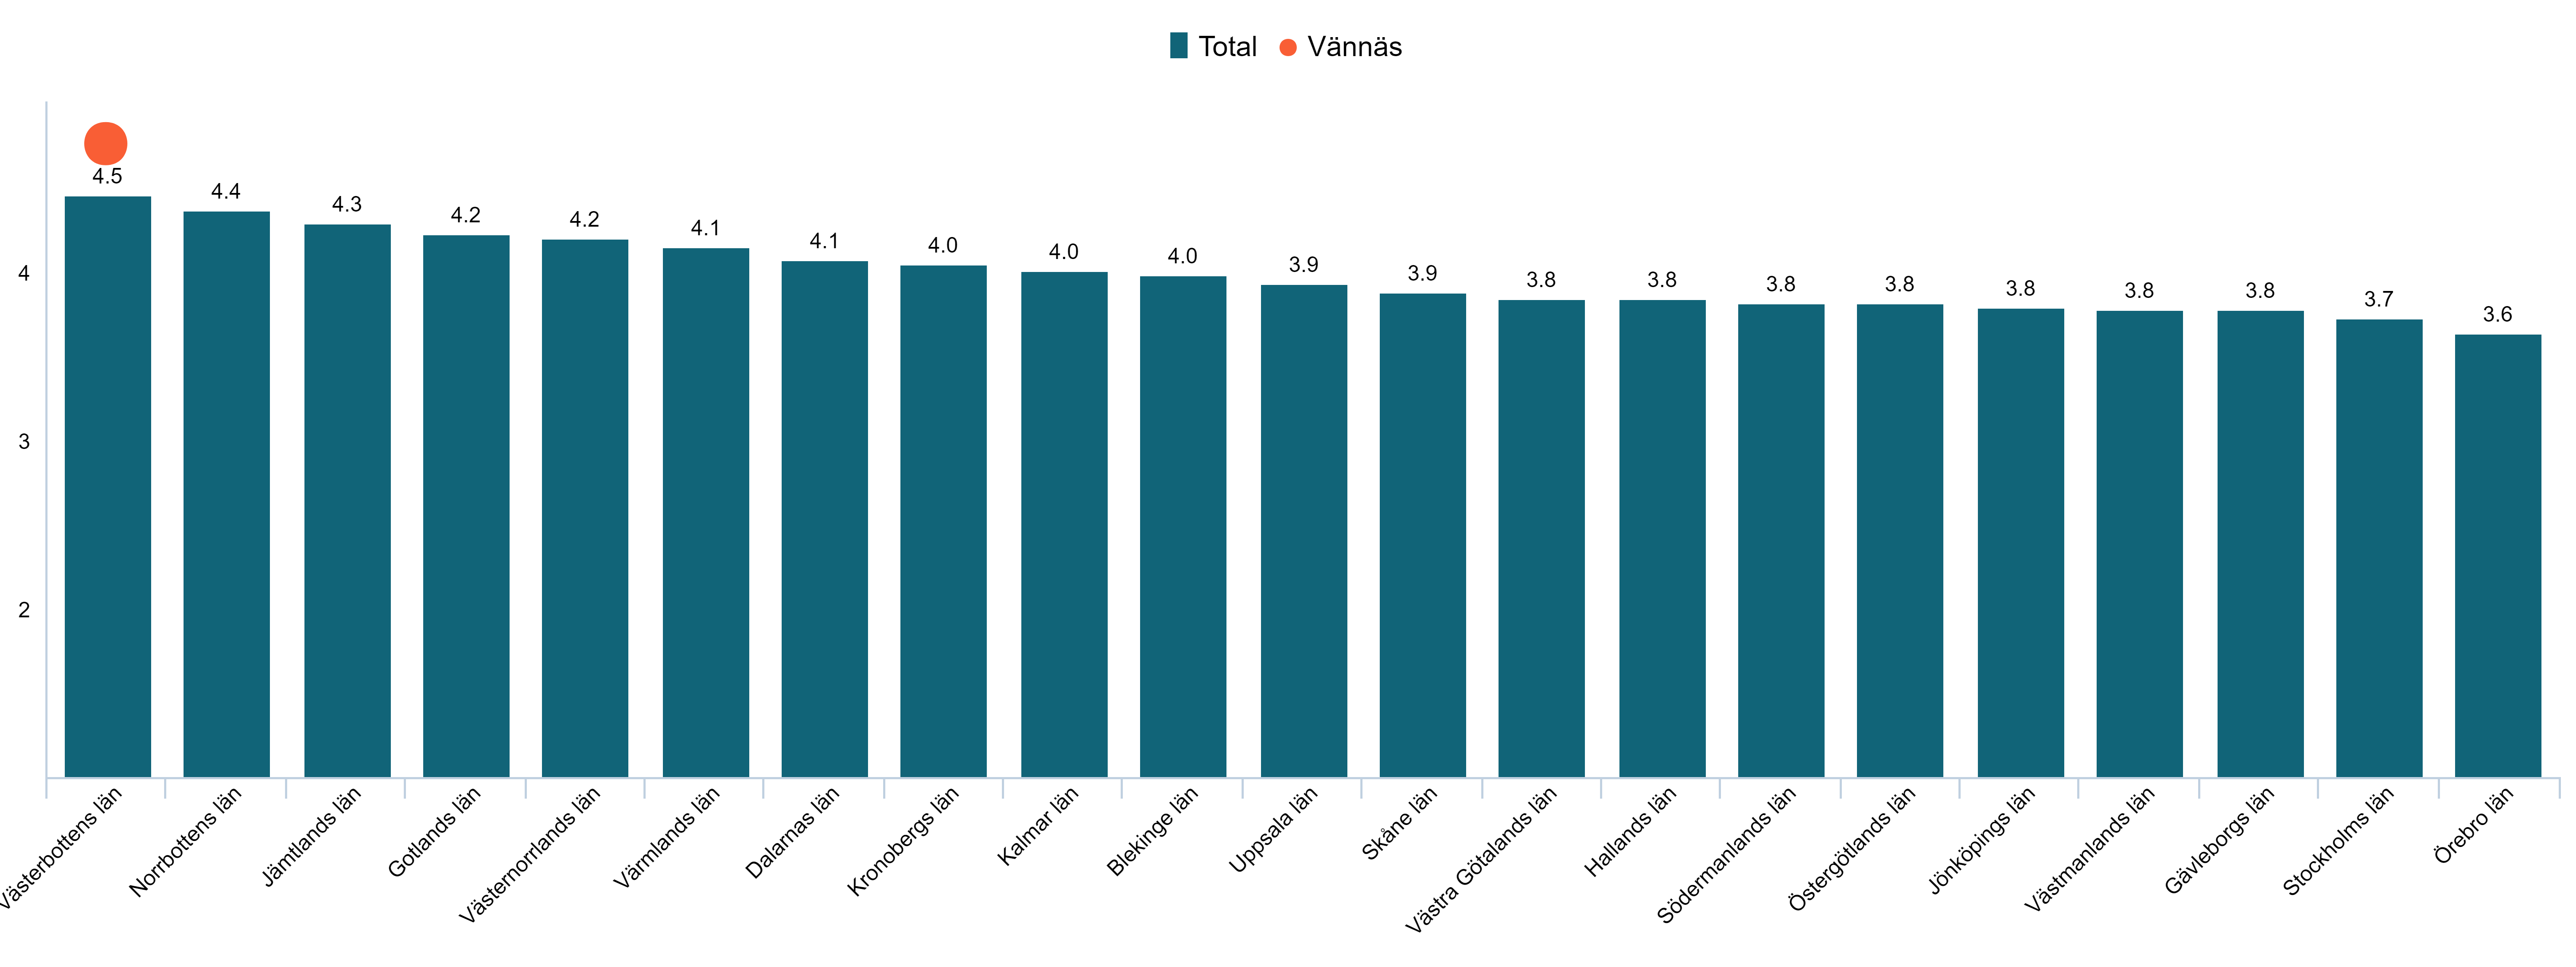 Total Vännäs
4.5 4.4 4.3 4.2 4.2 4.1 4.1 4.0 4.0 4.0 3.9 3.9 3.8 3.8 3.8 3.8 3.8 3.8 3.8 3.7 3.6
4
3
2
Västerbottens län
Norrbottens län
Jämtlands län
Gotlands län
Västernorrlands län
Värmlands län
Dalarnas län
Kronobergs län
Kalmar län
Blekinge län
Uppsala län
Skåne län
Västra Götalands län
Hallands län
Södermanlands län
Östergötlands län
Jönköpings län
Västmanlands län
Gävleborgs län
Stockholms län
Örebro län